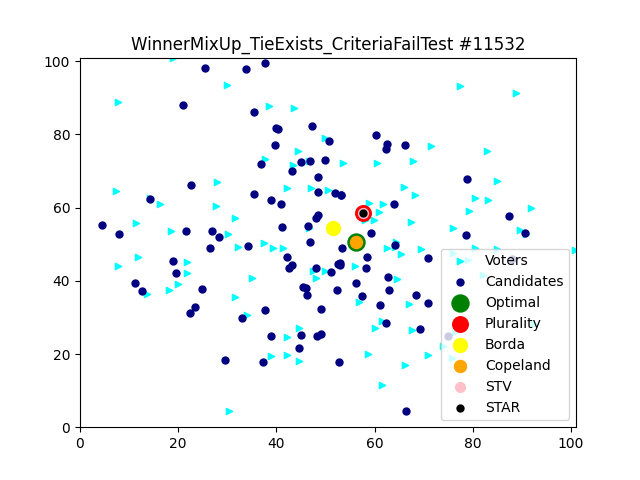 WinnerMixUp_TieExists_CriteriaFailTest #11532
100
80
60
40
20
0
0
20
40
60
80
100
Voters
Candidates
Optimal
Plurality
Borda
Copeland
STV
STAR